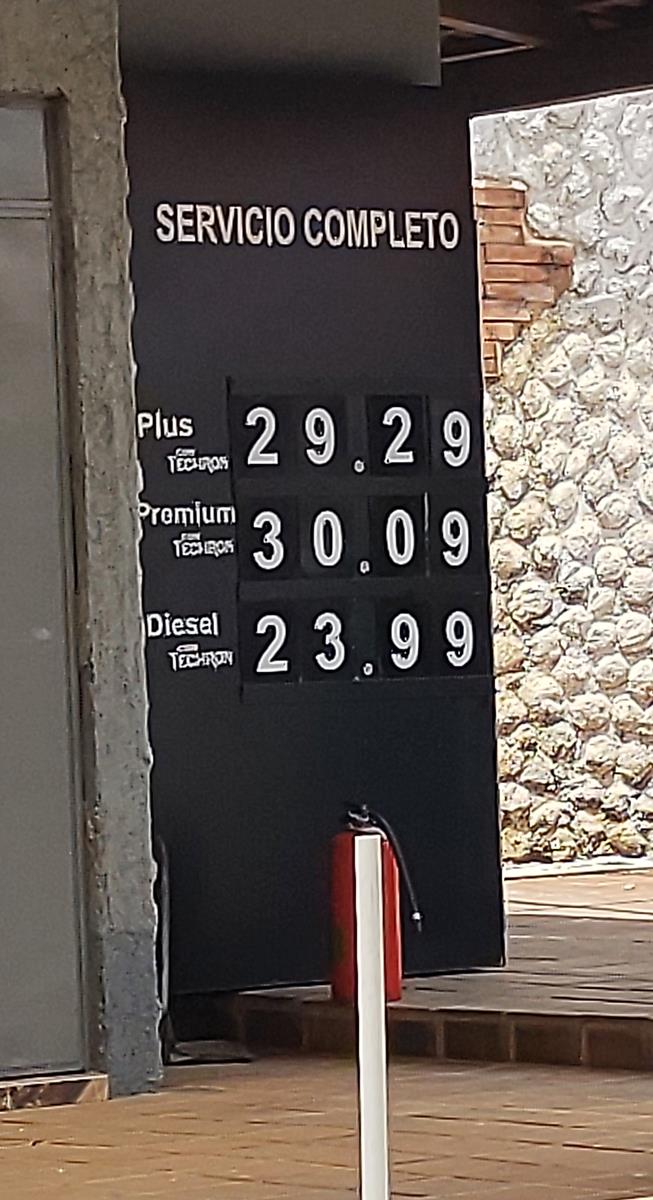 SERVICIO COMPLETO
Plus 29.29
TECHRON
Premium 30.09
TECHRON
Diesel 23.99
TECHRON